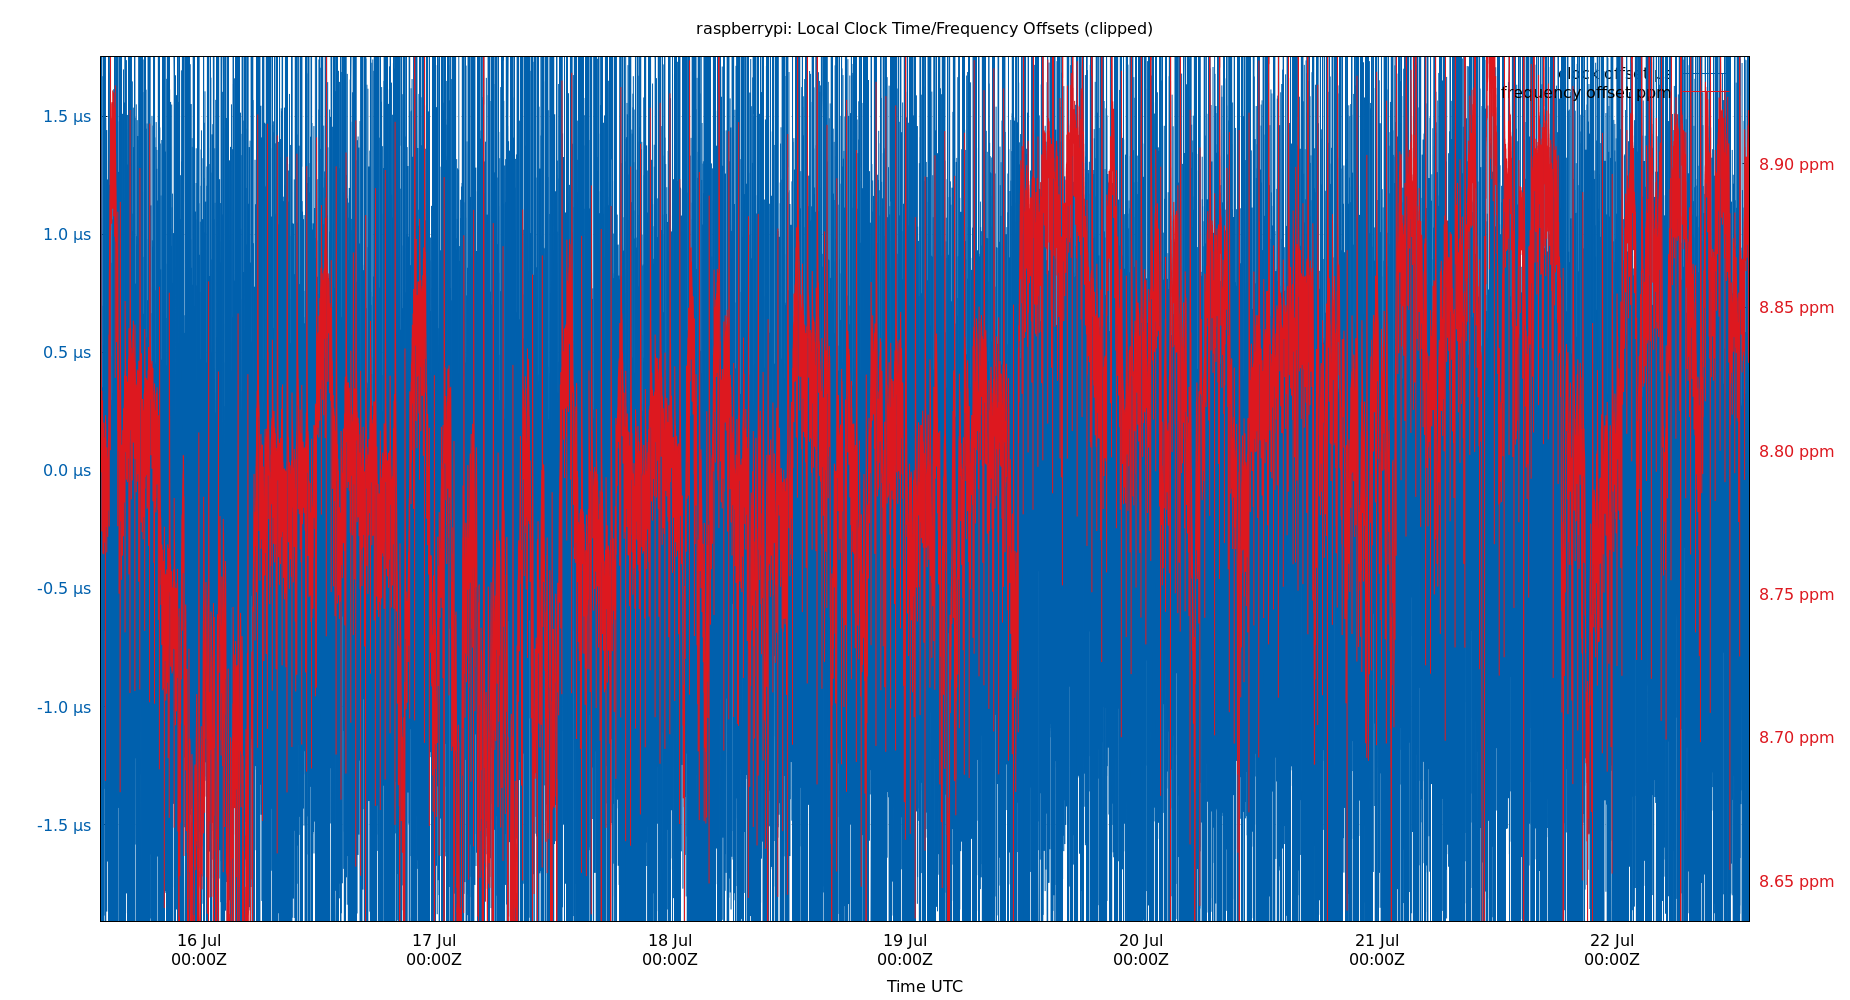 raspberrypi: Local Clock Time/Frequency Offsets (clipped)
clock offset µs
frequency offset ppm
1.5 µs
1.0 µs
0.5 µs
0.0 µs
-0.5 µs
-1.0 µs
-1.5 µs
8.90 ppm
8.85 ppm
8.80 ppm
8.75 ppm
8.70 ppm
8.65 ppm
16 Jul
00:00Z
17 Jul
00:00Z
18 Jul
00:00Z
19 Jul
00:00Z
20 Jul
00:00Z
21 Jul
00:00Z
22 Jul
00:00Z
Time UTC